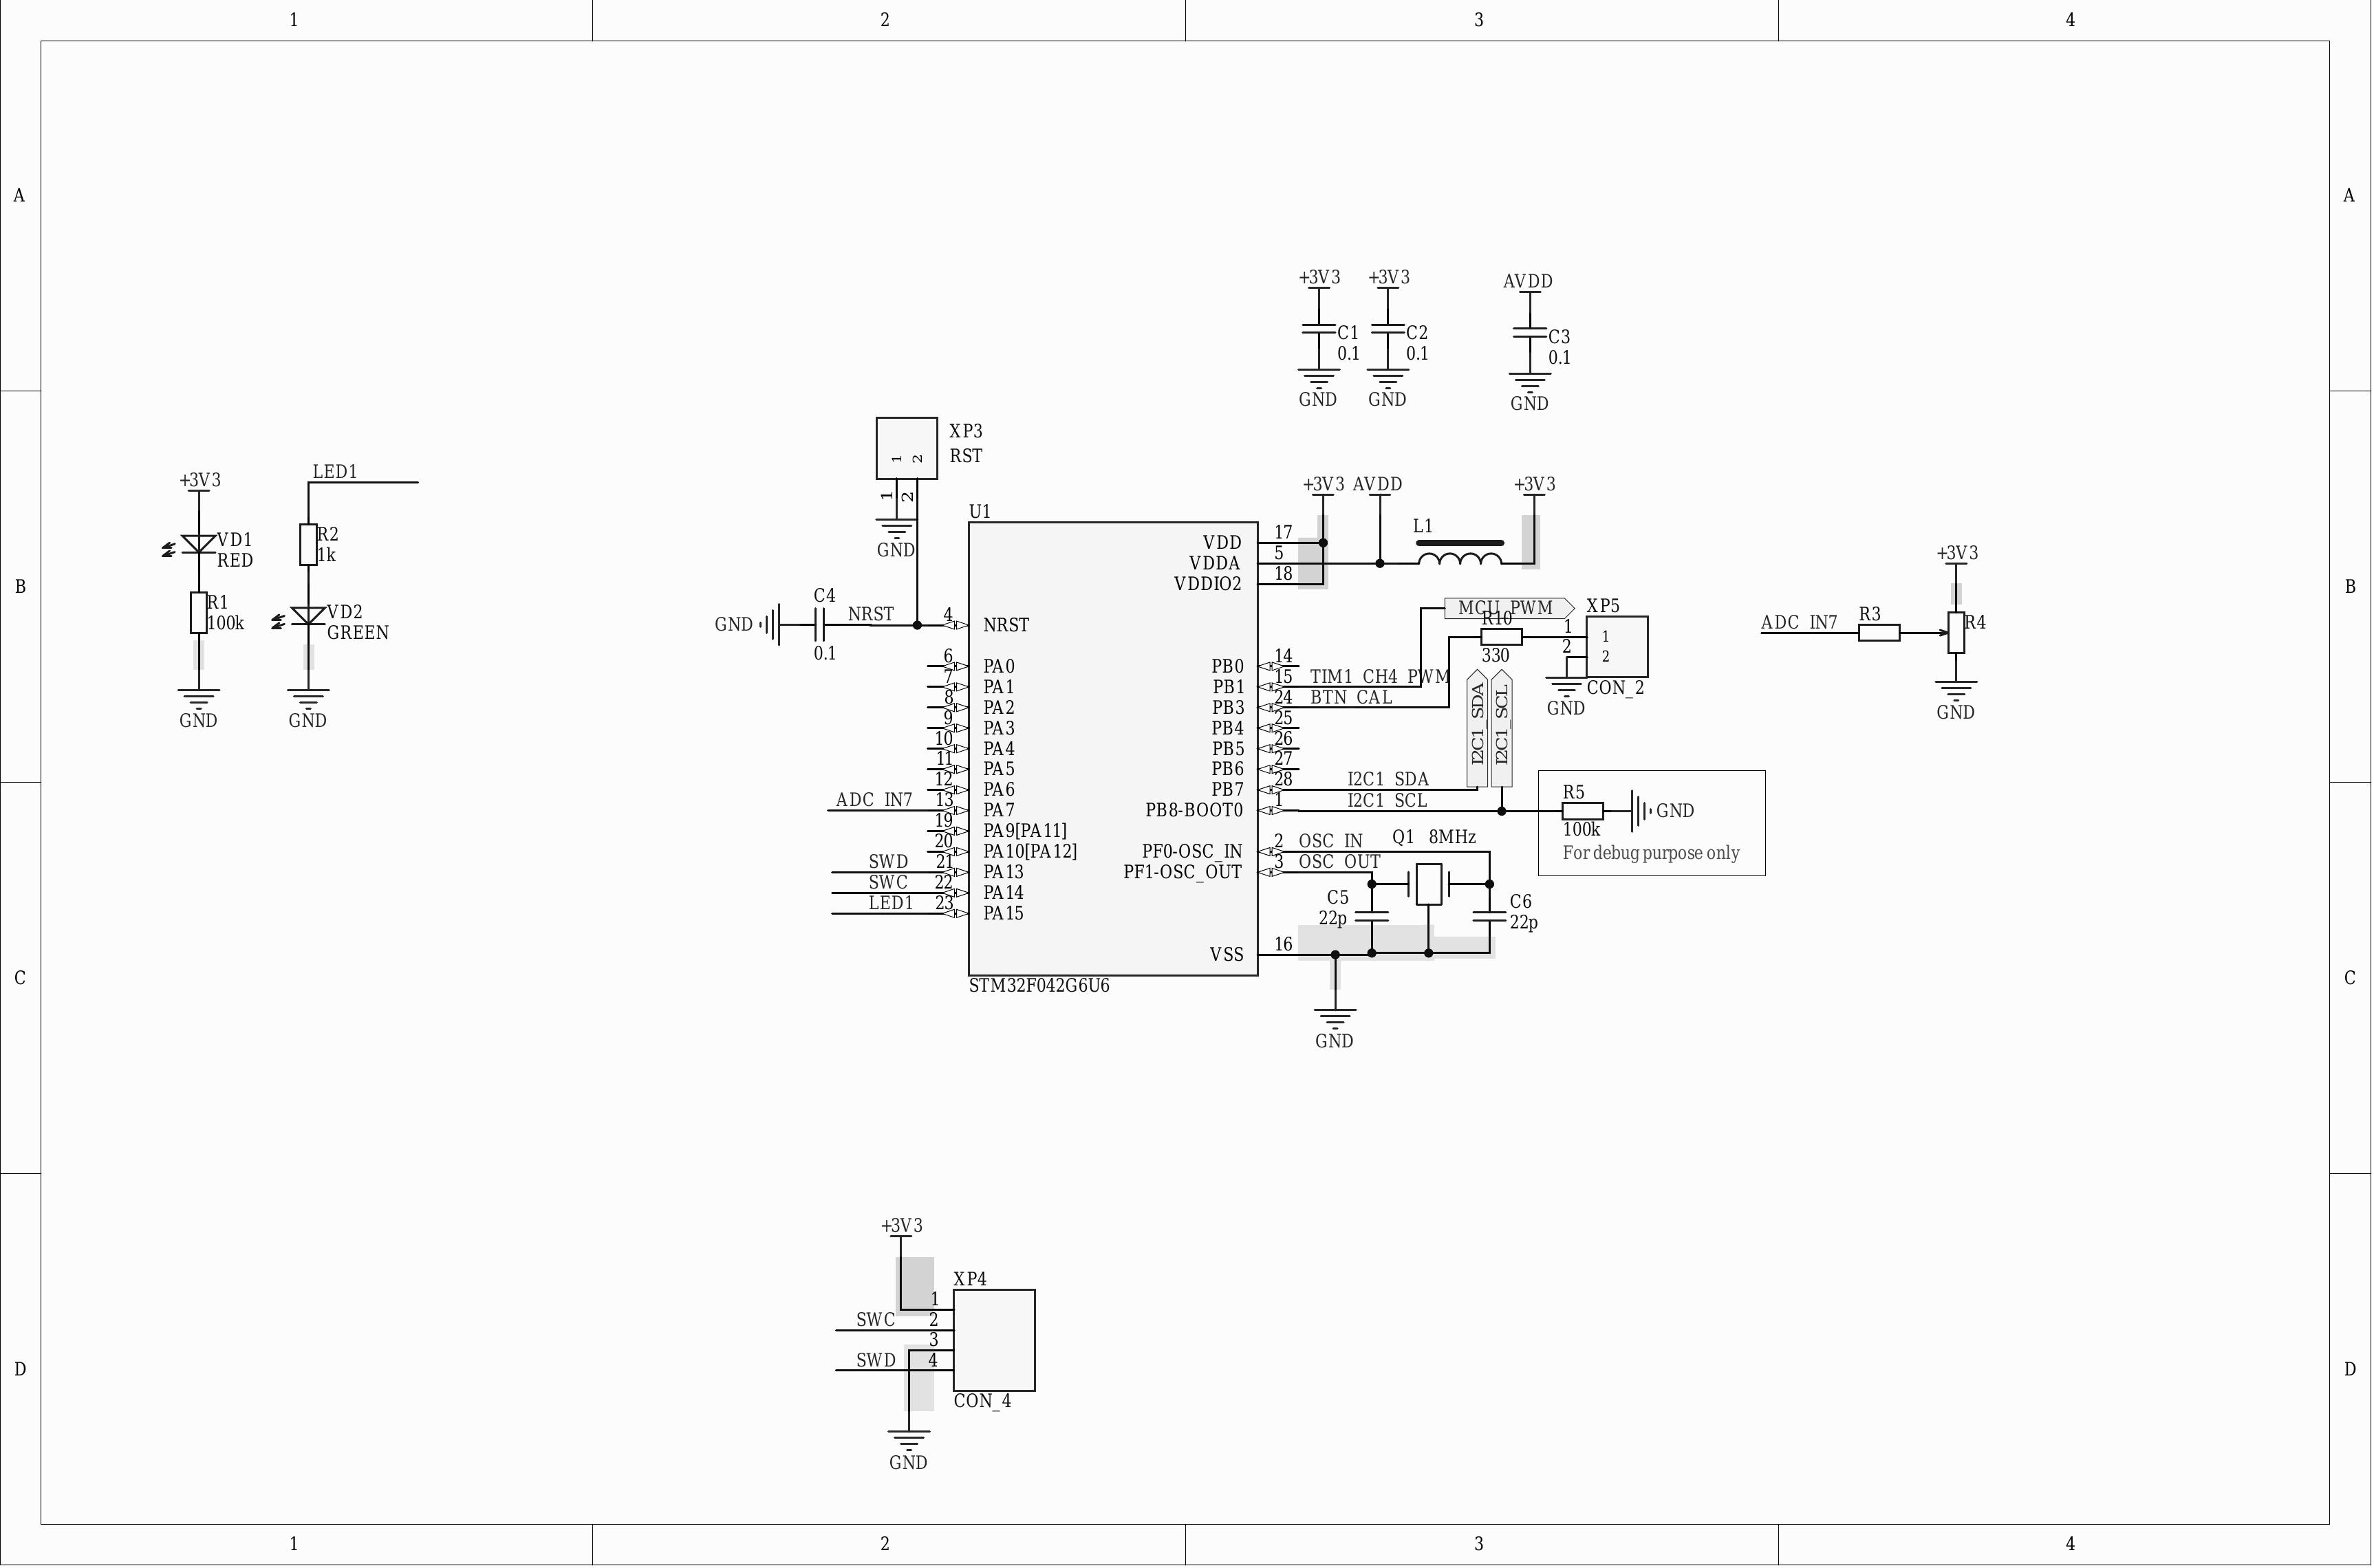 1 2 3 4
A A
+3V3 +3V3 AVDD
C1 C2 C3
0.1 0.1 0.1
GND GND GND
XP3
RST
1 2
1 2
GND
+3V3
VD1
RED
R1
100k
GND
LED1
R2
1k
VD2
GREEN
GND
+3V3 AVDD +3V3
L1
U1
VDD 17
VDDA 5
VDDIO2 18
B B
GND C4 NRST 4 NRST
0.1
6 PA0
7 PA1
8 PA2
9 PA3
10 PA4
11 PA5
12 PA6
ADC_IN7 13 PA7
19 PA9[PA11]
20 PA10[PA12]
SWD 21 PA13
SWC 22 PA14
LED1 23 PA15
PB0 14
PB1 15 TIM1_CH4_PWM
PB3 24 BTN_CAL
PB4 25
PB5 26
PB6 27
PB7 28 I2C1_SDA
PB8-BOOT0 1 I2C1_SCL
PF0-OSC_IN 2 OSC_IN
PF1-OSC_OUT 3 OSC_OUT
VSS 16
STM32F042G6U6
MCU_PWM
R10
330
XP5
1 1
2 2
CON_2
GND
I2C1_SDA
I2C1_SCL
R5
100k
GND
For debug purpose only
Q1 8MHz
C5
22p
C6
22p
GND
+3V3
ADC_IN7 R3
R4
GND
C C
+3V3
XP4
1
SWC 2
3
SWD 4
CON_4
GND
D D
1 2 3 4